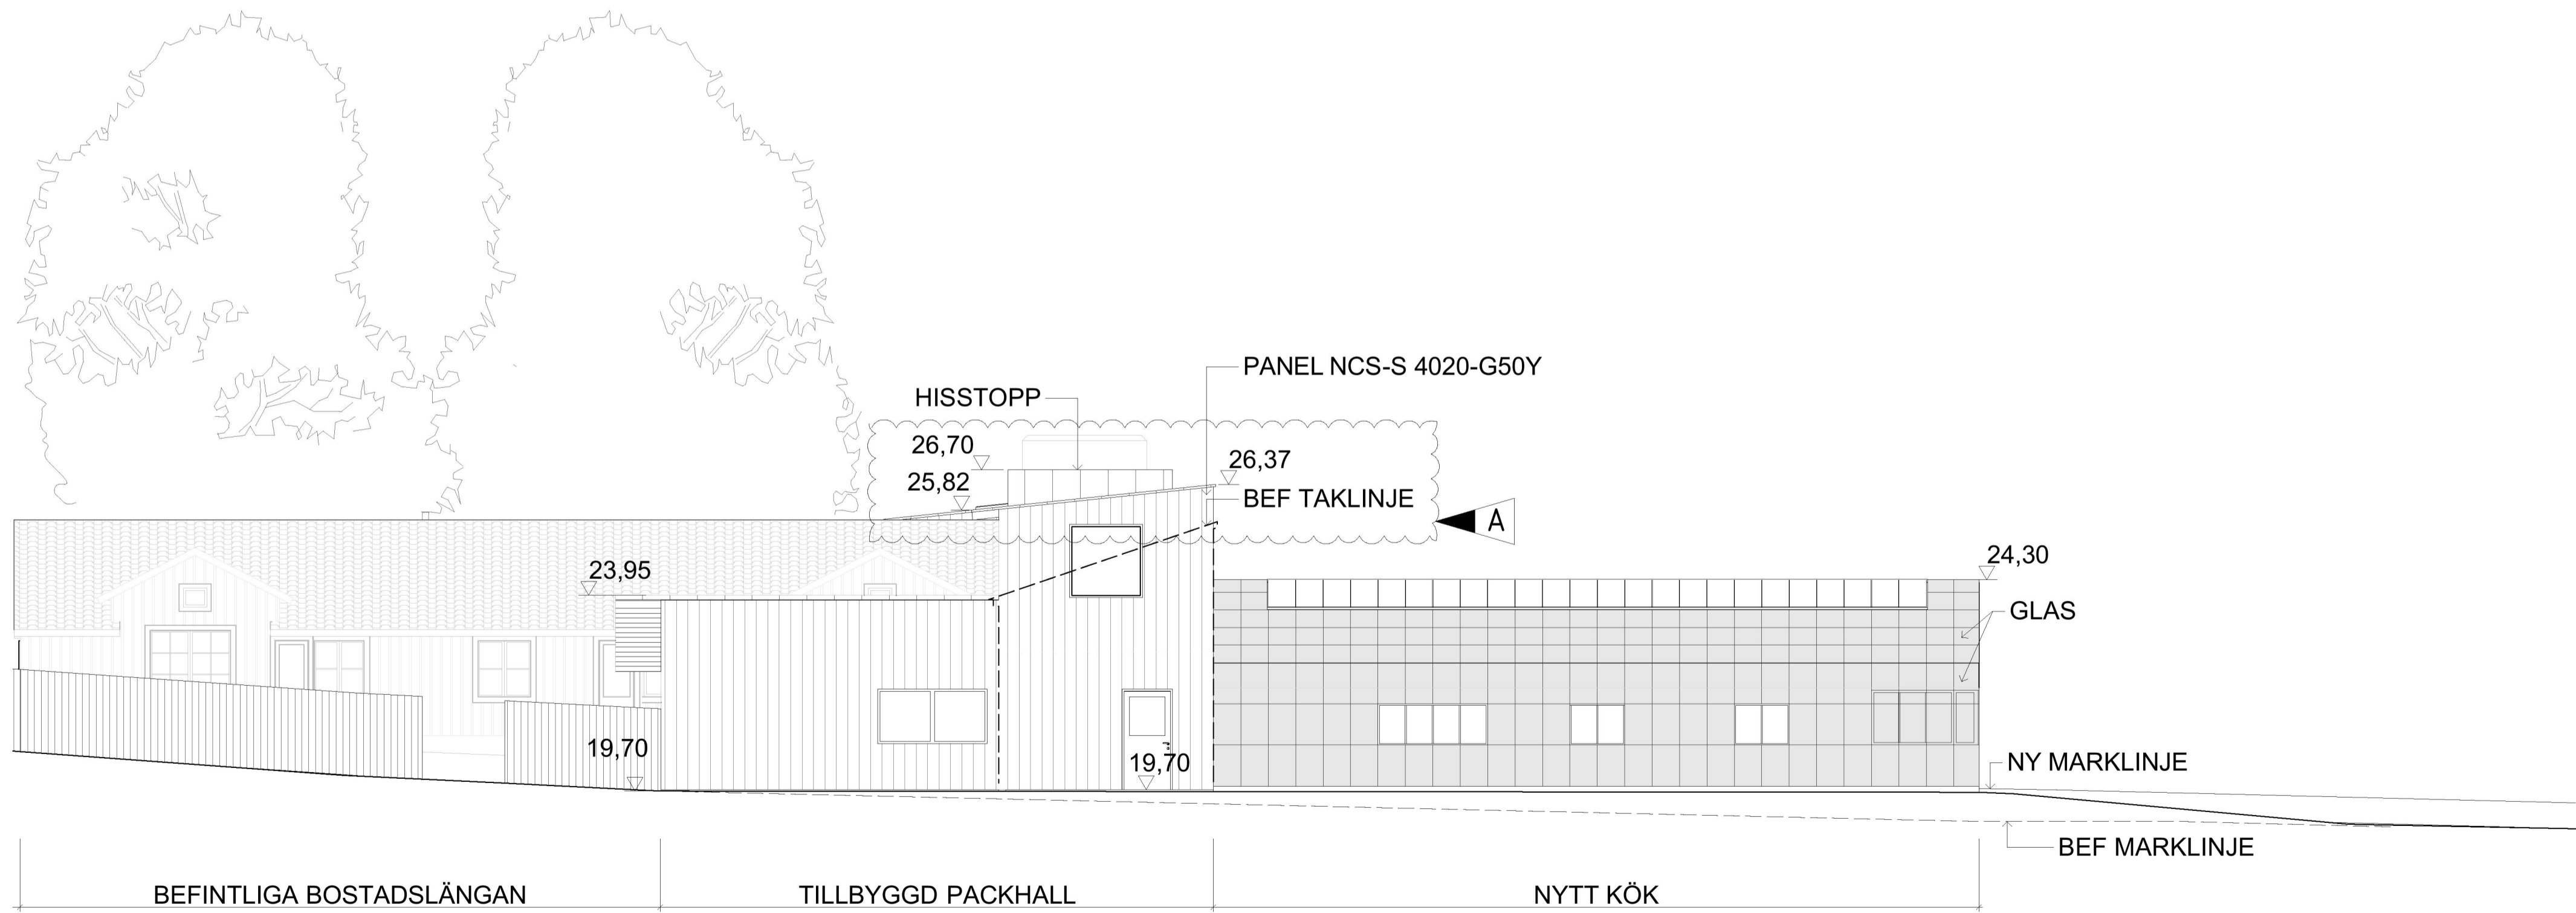 PANEL NCS-S 4020-G50Y
HISSTOPP
26,70
26,37
25,82
BEF TAKLINJE
A
23,95
24,30
GLAS
19,70
19,70
NY MARKLINJE
BEF MARKLINJE
BEFINTLIGA BOSTADSLÄNGAN
TILLBYGGD PACKHALL
NYTT KÖK